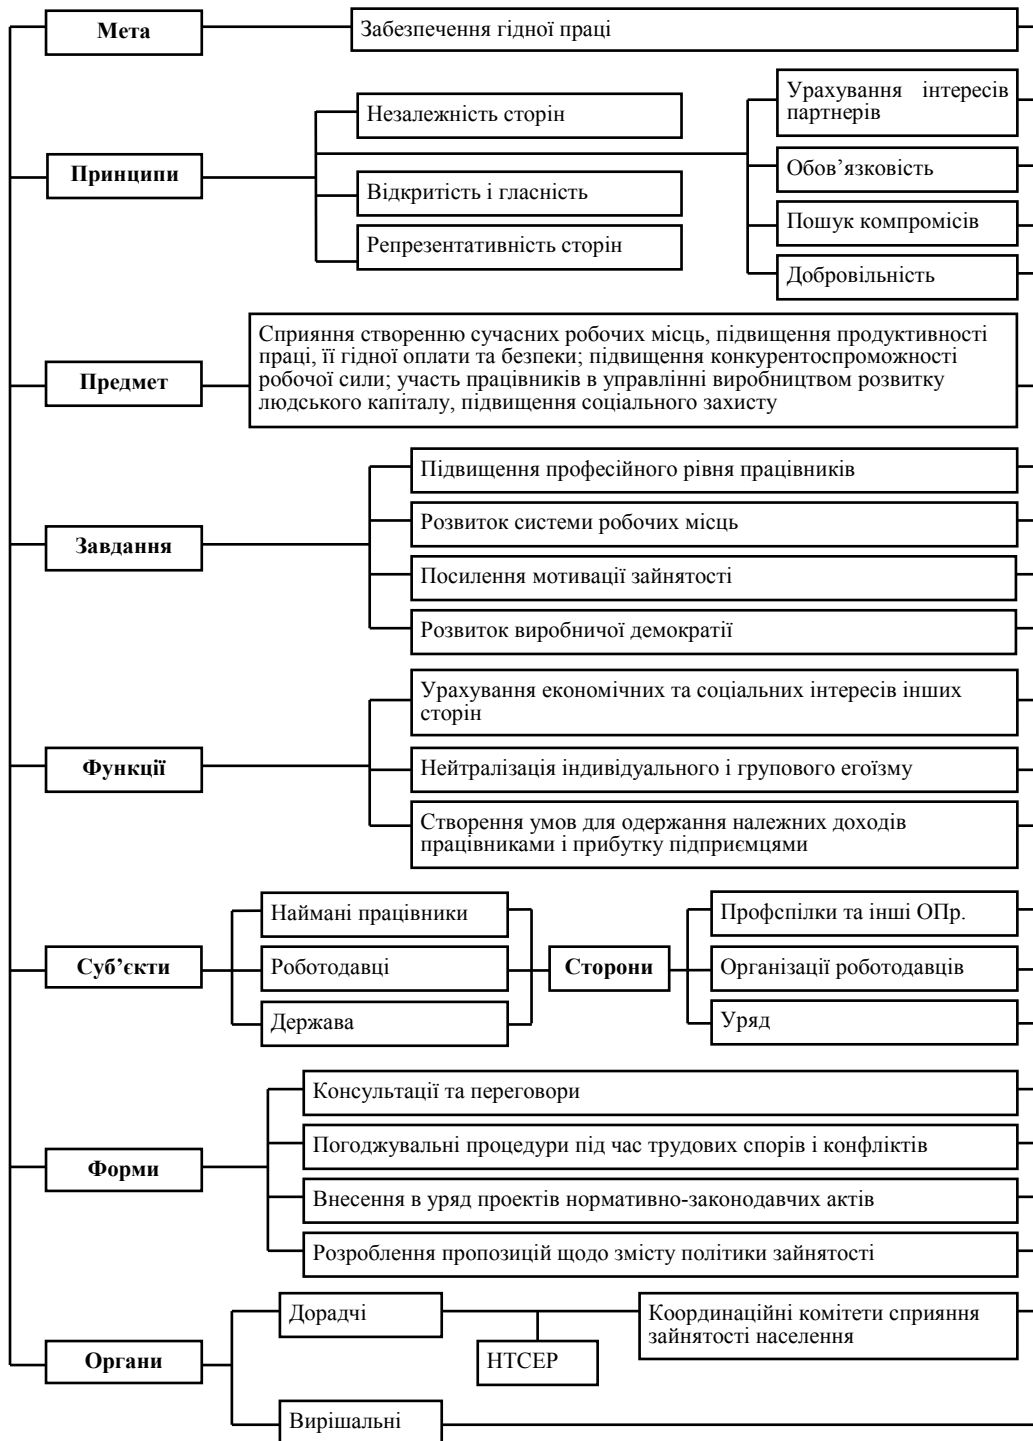 Мета
Забезпечення гідної праці
Принципи
Незалежність сторін
Відкритість і гласність
Репрезентативність сторін
Урахування інтересів
партнерів
Обов’язковість
Пошук компромісів
Добровільність
Предмет
Сприяння створенню сучасних робочих місць, підвищення продуктивності
праці, її гідної оплати та безпеки; підвищення конкурентоспроможності
робочої сили; участь працівників в управлінні виробництвом розвитку
людського капіталу, підвищення соціального захисту
Завдання
Підвищення професійного рівня працівників
Розвиток системи робочих місць
Посилення мотивації зайнятості
Розвиток виробничої демократії
Функції
Урахування економічних та соціальних інтересів інших
сторін
Нейтралізація індивідуального і групового егоїзму
Створення умов для одержання належних доходів
працівниками і прибутку підприємцями
Суб’єкти
Наймані працівники
Роботодавці
Держава
Сторони
Профспілки та інші ОПр.
Організації роботодавців
Уряд
Форми
Консультації та переговори
Погоджувальні процедури під час трудових спорів і конфліктів
Внесення в уряд проектів нормативно-законодавчих актів
Розроблення пропозицій щодо змісту політики зайнятості
Органи
Дорадчі
НТСЕР
Координаційні комітети сприяння
зайнятості населення
Вирішальні